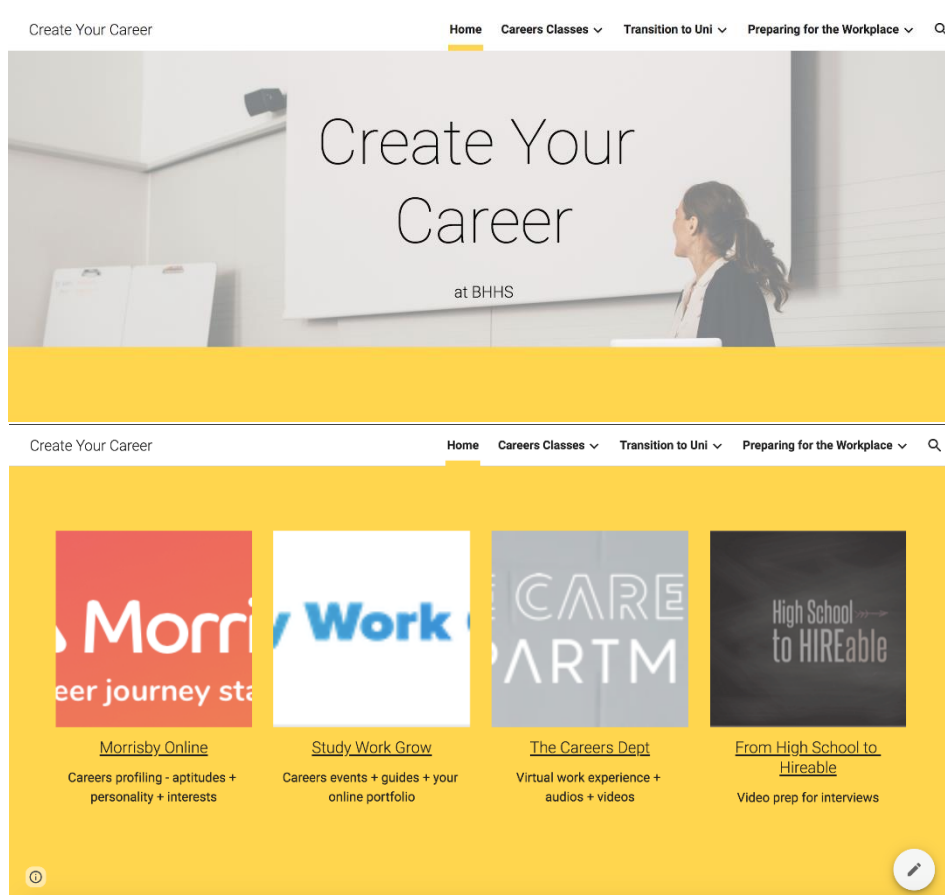 Create Your Career
Home Careers Classes Transition to Uni Preparing for the Workplace
Create Your
Career
at BHHS
Create Your Career
Home Careers Classes Transition to Uni Preparing for the Workplace
Morri
eer journey sta
y Work
E CARE
PARTM
High School
to HIREable
Morrisby Online
Careers profiling - aptitudes +
personality + interests
Study Work Grow
Careers events + guides + your
online portfolio
The Careers Dept
Virtual work experience +
audios + videos
From High School to
Hireable
Video prep for interviews